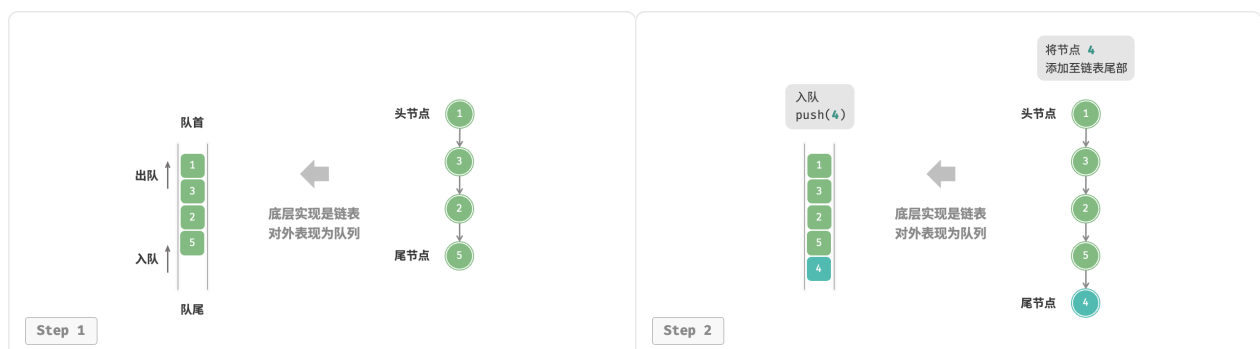 队首
出队
1
3
2
5
入队
队尾
底层实现是链表
对外表现为队列
头节点
1
3
2
尾节点
5
Step 1
入队
push(4)
1
3
2
5
4
底层实现是链表
对外表现为队列
将节点 4
添加至链表尾部
头节点
1
3
2
5
尾节点
4
Step 2